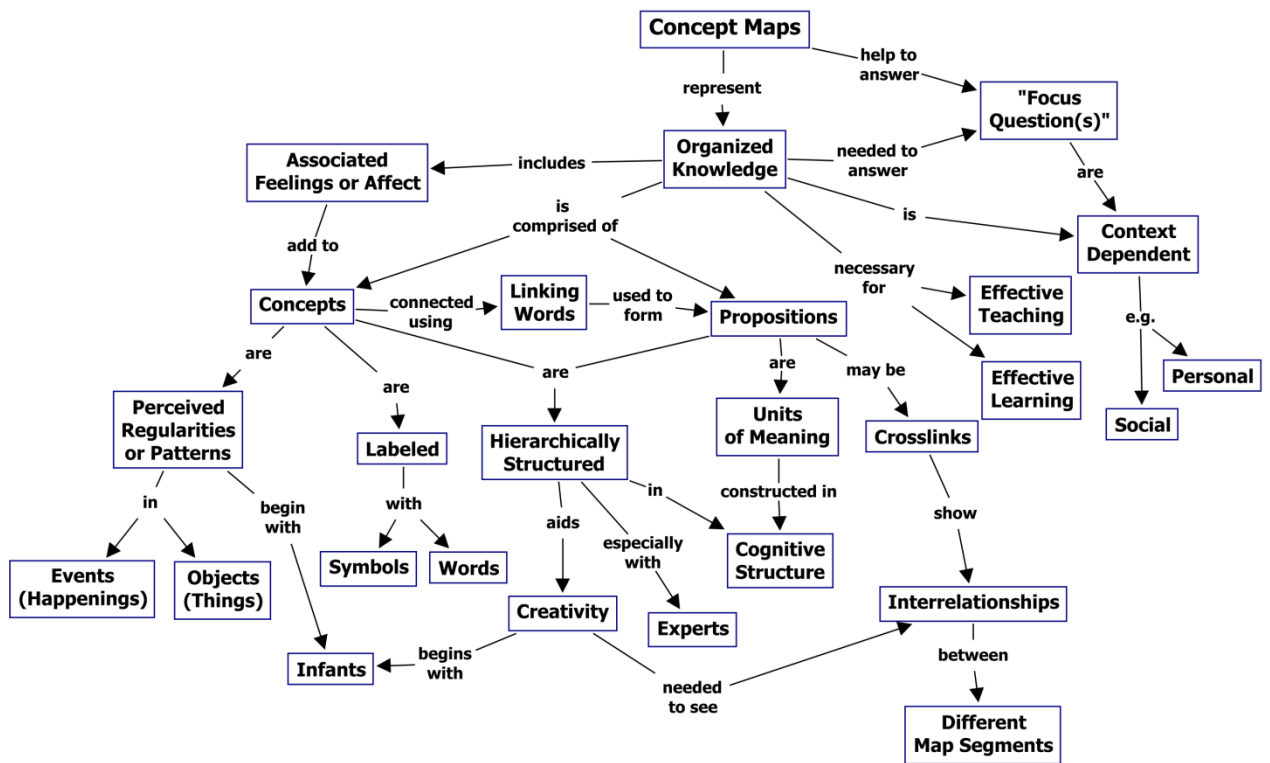 Concept Maps
help to
answer
represent
"Focus
Question(s)"
Organized
Knowledge
needed to
answer
includes
Associated
Feelings or Affect
are
is
is
comprised of
Context
Dependent
add to
necessary
for
Concepts
connected
using
Linking
Words
used to
form
Propositions
Effective
Teaching
e.g.
are
are
are
are
may be
Personal
Effective
Learning
Social
Perceived
Regularities
or Patterns
Labeled
Hierarchically
Structured
Units
of Meaning
Crosslinks
in
begin
with
with
aids
in
especially
with
constructed in
show
Events
(Happenings)
Objects
(Things)
Symbols
Words
Cognitive
Structure
Creativity
Experts
Interrelationships
Infants
begins
with
needed
to see
between
Different
Map Segments